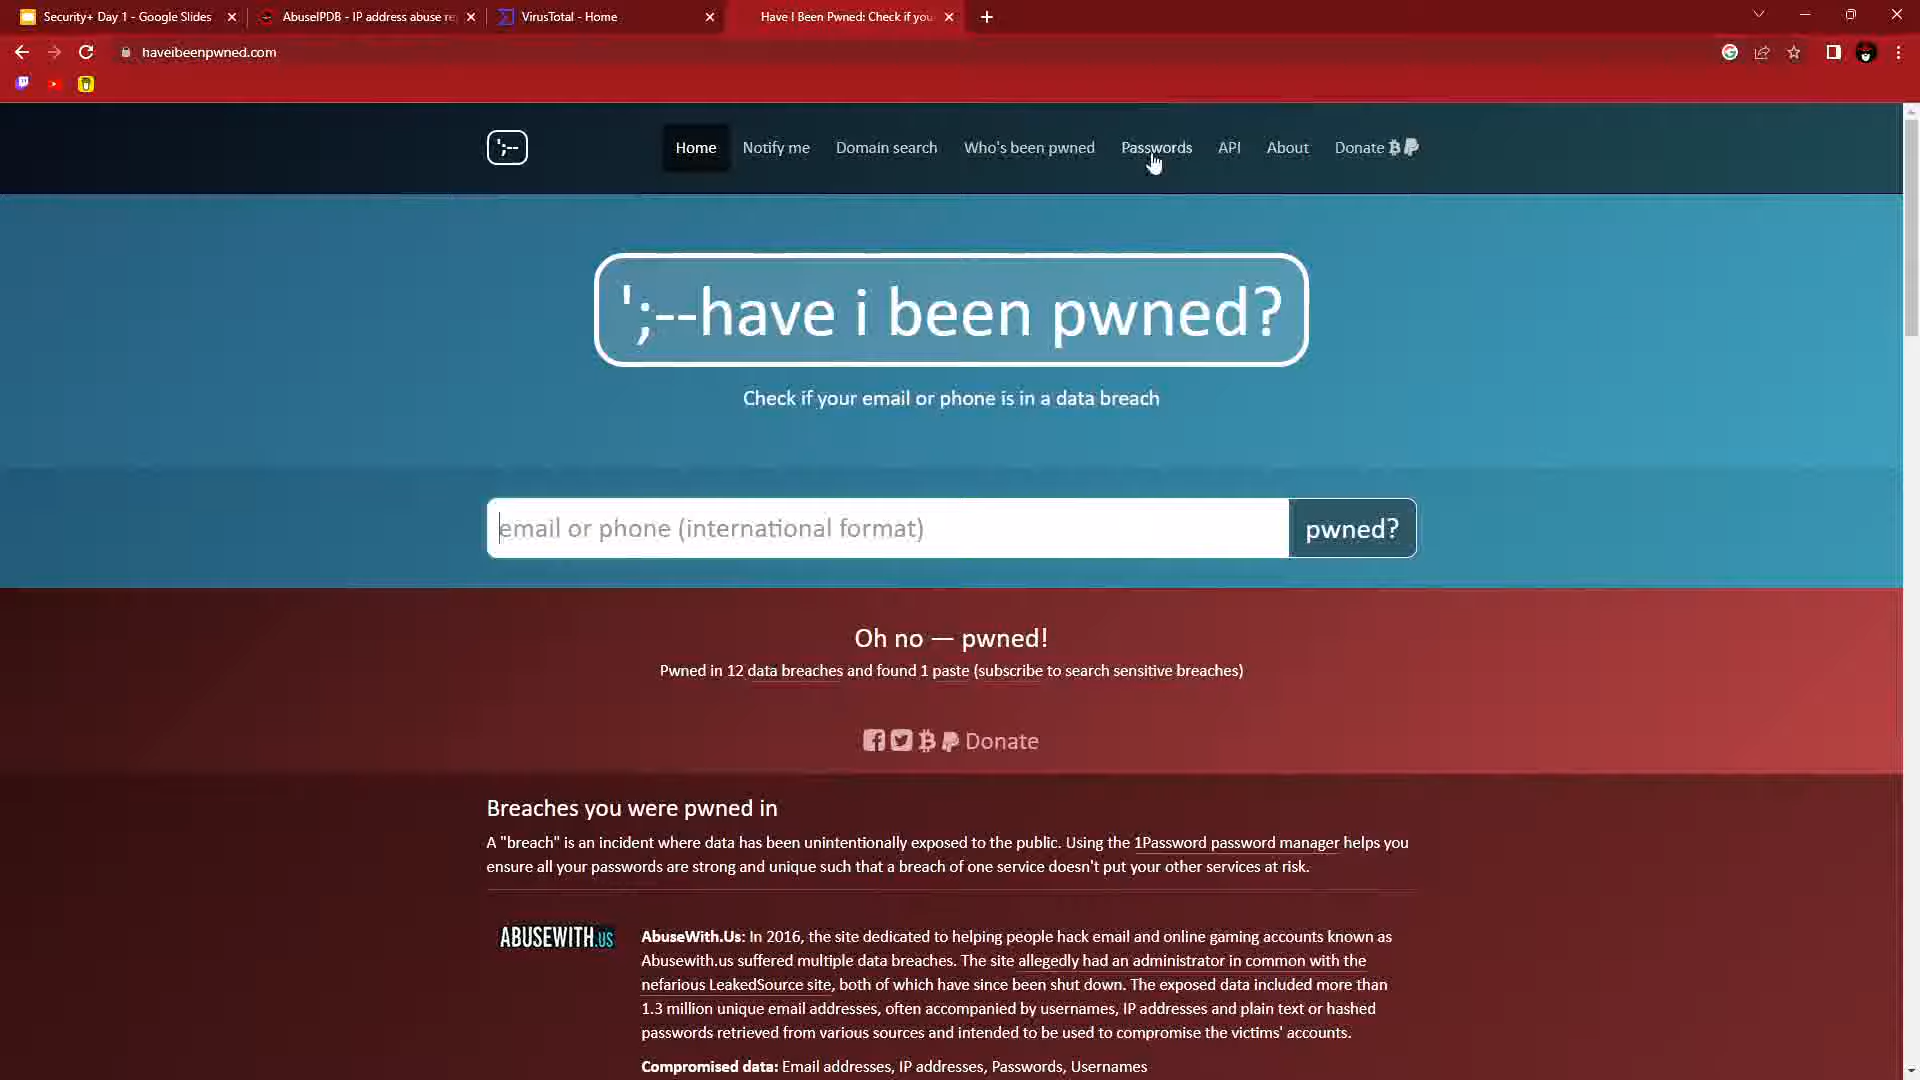 Security+ Day 1 - Google Slides
AbuseIPDB - IP address abuse re
VirusTotal - Home
Have I Been Pwned: Check if you
haveibeenpwned.com
';--
Home
Notify me
Domain search
Who's been pwned
Passwords
API
About
Donate
';--have i been pwned?
Check if your email or phone is in a data breach
email or phone (international format)
pwned?
Oh no — pwned!
Pwned in 12 data breaches and found 1 paste (subscribe to search sensitive breaches)
Donate
Breaches you were pwned in
A "breach" is an incident where data has been unintentionally exposed to the public. Using the 1Password password manager helps you
ensure all your passwords are strong and unique such that a breach of one service doesn't put your other services at risk.
ABUSEWITH.US
AbuseWith.Us: In 2016, the site dedicated to helping people hack email and online gaming accounts known as
Abusewith.us suffered multiple data breaches. The site allegedly had an administrator in common with the
nefarious LeakedSource site, both of which have since been shut down. The exposed data included more than
1.3 million unique email addresses, often accompanied by usernames, IP addresses and plain text or hashed
passwords retrieved from various sources and intended to be used to compromise the victims' accounts.
Compromised data: Email addresses, IP addresses, Passwords, Usernames